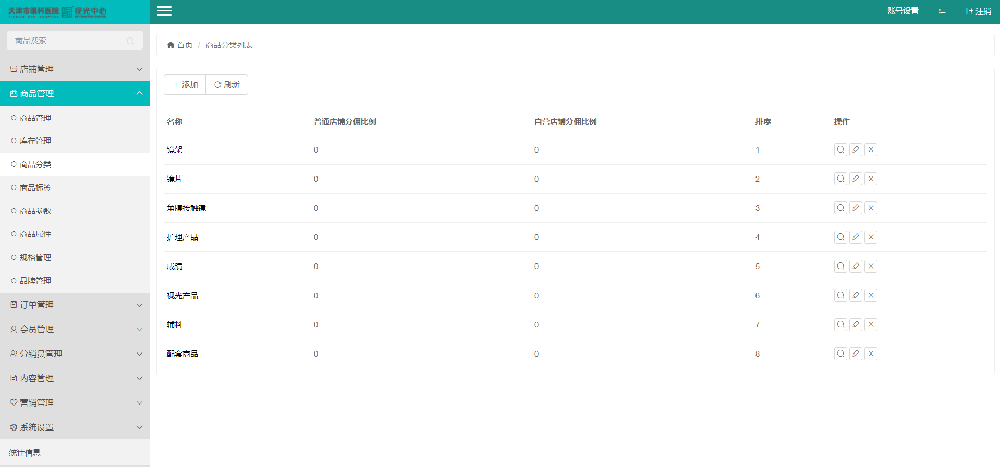 天津市眼科医院 视光中心
TIANJIN EYE HOSPITAL OPTOMETRIC CENTER
账号设置
注销
商品搜索
店铺管理
商品管理
商品管理
库存管理
商品分类
商品标签
商品参数
商品属性
规格管理
品牌管理
订单管理
会员管理
分销员管理
内容管理
营销管理
系统设置
统计信息
首页 / 商品分类列表
添加 刷新
名称 普通店铺分佣比例 自营店铺分佣比例 排序 操作
镜架 0 0 1
镜片 0 0 2
角膜接触镜 0 0 3
护理产品 0 0 4
成镜 0 0 5
视光产品 0 0 6
辅料 0 0 7
配套商品 0 0 8